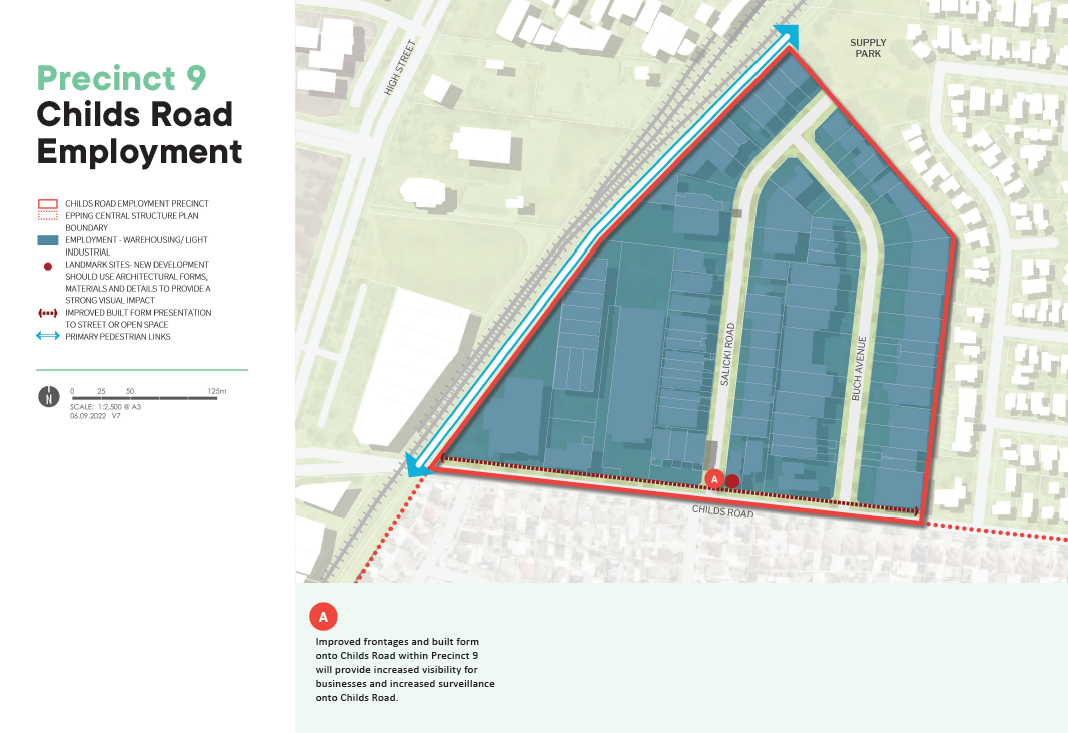 Precinct 9
Childs Road
Employment
CHILDS ROAD EMPLOYMENT PRECINCT
EPPING CENTRAL STRUCTURE PLAN
BOUNDARY
EMPLOYMENT - WAREHOUSING/ LIGHT
INDUSTRIAL
LANDMARK SITES- NEW DEVELOPMENT
SHOULD USE ARCHITECTURAL FORMS,
MATERIALS AND DETAILS TO PROVIDE A
STRONG VISUAL IMPACT
IMPROVED BUILT FORM PRESENTATION
TO STREET OR OPEN SPACE
PRIMARY PEDESTRIAN LINKS
N
0 25 50 125m
SCALE: 1:2,500 @ A3
06.09.2022 V7
HIGH STREET
SUPPLY
PARK
SALICKI ROAD
BUCH AVENUE
A
CHILDS ROAD
A
Improved frontages and built form
onto Childs Road within Precinct 9
will provide increased visibility for
businesses and increased surveillance
onto Childs Road.